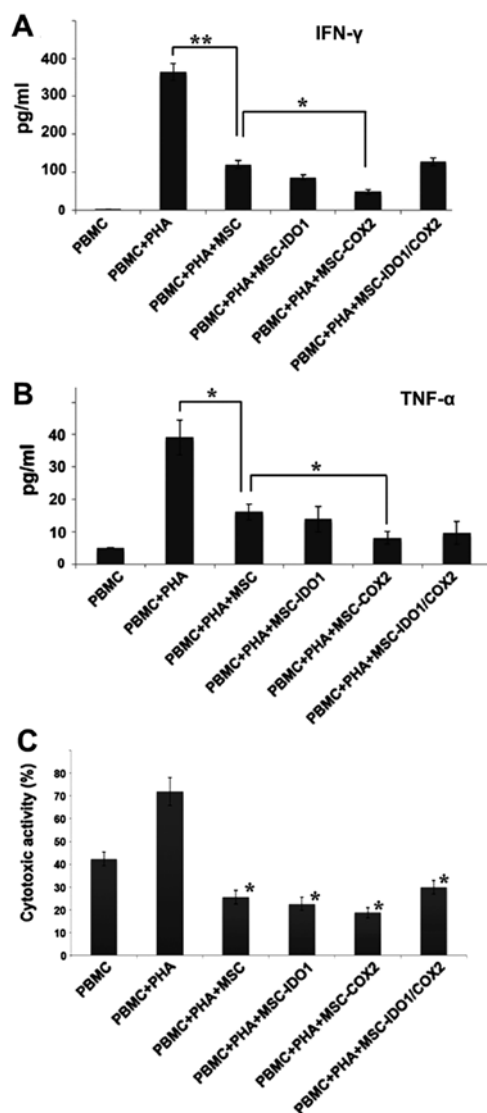 A
IFN-γ
pg/ml
400
300
200
100
0
**
*
PBMC
PBMC+PHA
PBMC+PHA+MSC
PBMC+PHA+MSC-IDO1
PBMC+PHA+MSC-COX2
PBMC+PHA+MSC-IDO1/COX2
B
TNF-α
pg/ml
40
30
20
10
0
*
*
PBMC
PBMC+PHA
PBMC+PHA+MSC
PBMC+PHA+MSC-IDO1
PBMC+PHA+MSC-COX2
PBMC+PHA+MSC-IDO1/COX2
C
Cytotoxic activity (%)
80
70
60
50
40
30
20
10
0
*
*
*
*
PBMC
PBMC+PHA
PBMC+PHA+MSC
PBMC+PHA+MSC-IDO1
PBMC+PHA+MSC-COX2
PBMC+PHA+MSC-IDO1/COX2